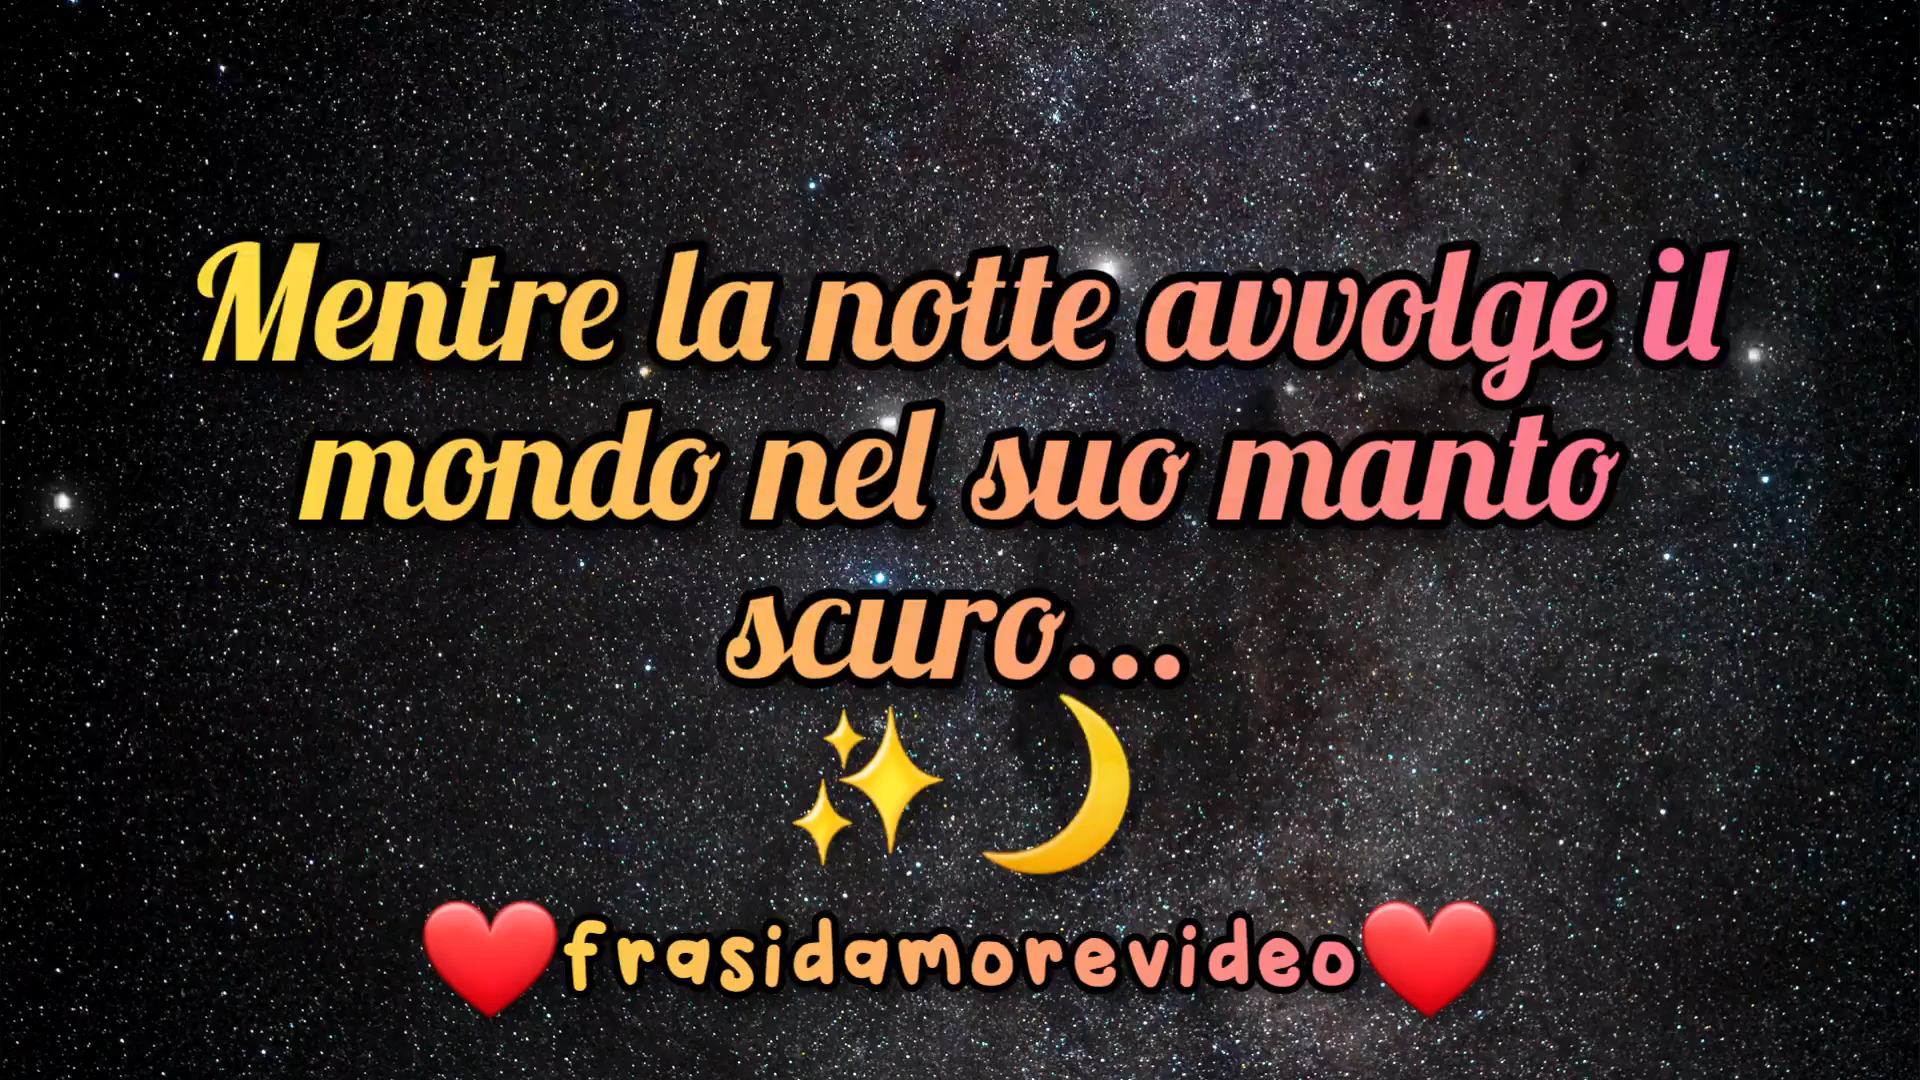 Mentre la notte avvolge il
mondo nel suo manto
scuro...
✨🌙
❤️frasidamorevideo❤️